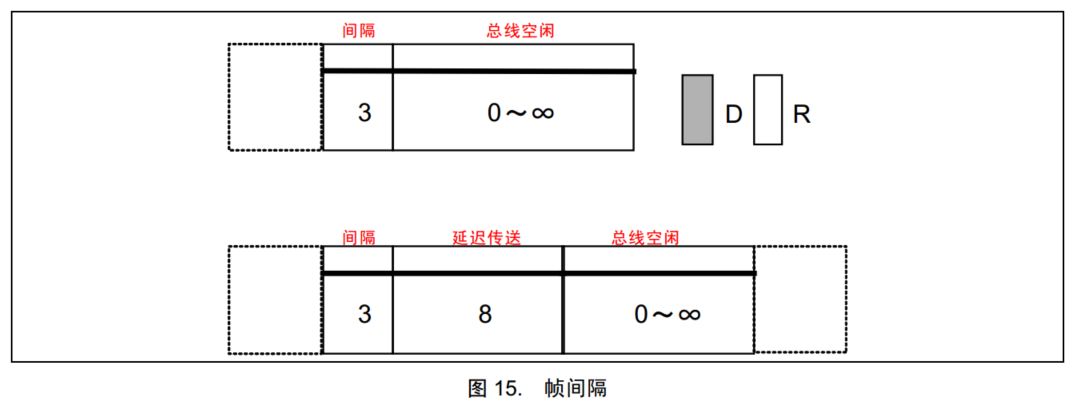 间隔 总线空闲
3 0～∞ D R
间隔 延迟传送 总线空闲
3 8 0～∞
图 15. 帧间隔